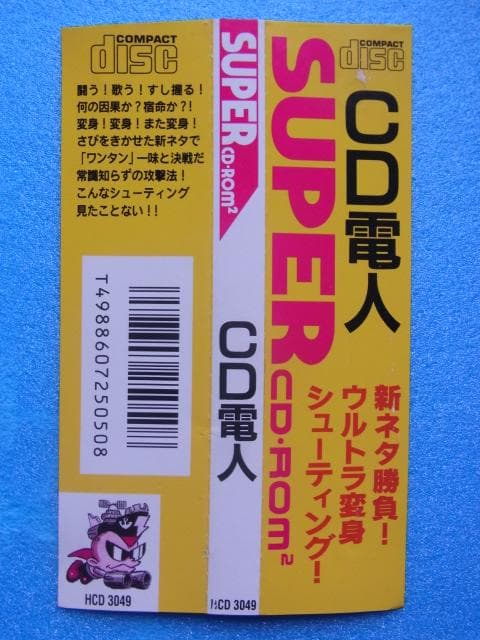 COMPACT
disc
闘う！歌う！すし握る！
何の因果か？宿命か？！
変身！変身！また変身！
さびをきかせた新ネタで
「ワンタン」一味と決戦だ
常識知らずの攻撃法！
こんなシューティング
見たことない！！
T4988607250508
HCD 3049
SUPER CD-ROM²
CD電人
HCD 3049
COMPACT
disc
SUPER CD・ROM²
CD電人
新ネタ勝負！
ウルトラ変身
シューティング！